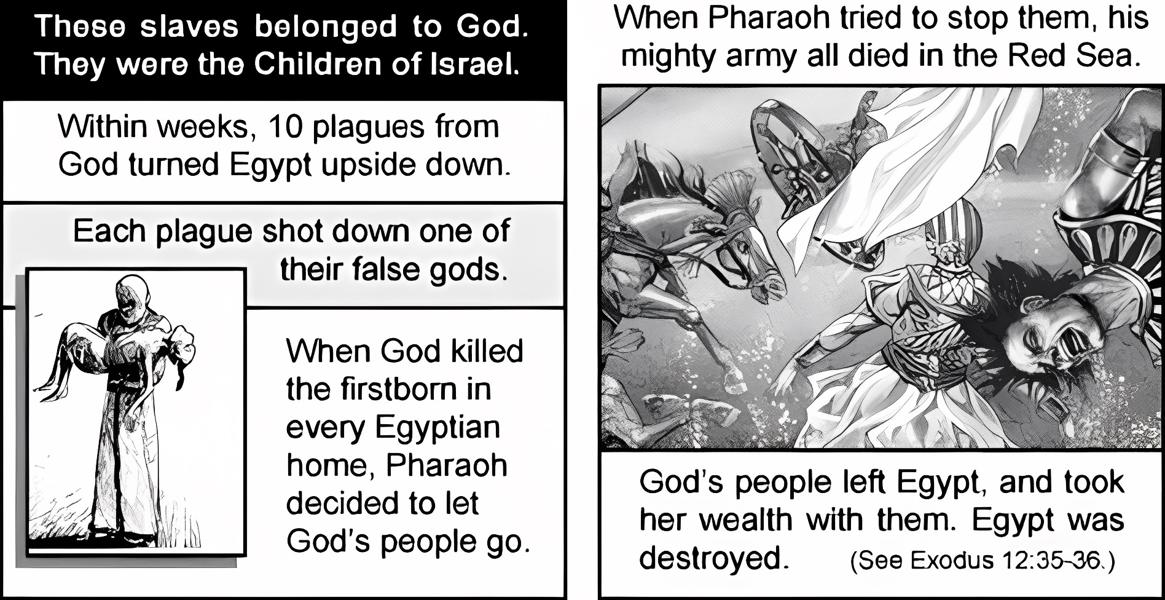 These slaves belonged to God.
They were the Children of Israel.
Within weeks, 10 plagues from
God turned Egypt upside down.
Each plague shot down one of
their false gods.
When God killed
the firstborn in
every Egyptian
home, Pharaoh
decided to let
God's people go.
When Pharaoh tried to stop them, his
mighty army all died in the Red Sea.
God's people left Egypt, and took
her wealth with them. Egypt was
destroyed. (See Exodus 12:35-36.)